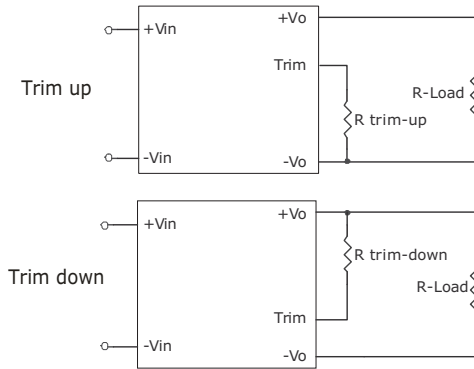 +Vo
+Vin
Trim
Trim up
R-Load
R trim-up
-Vin
-Vo
+Vo
+Vin
R trim-down
Trim down
R-Load
Trim
-Vin
-Vo